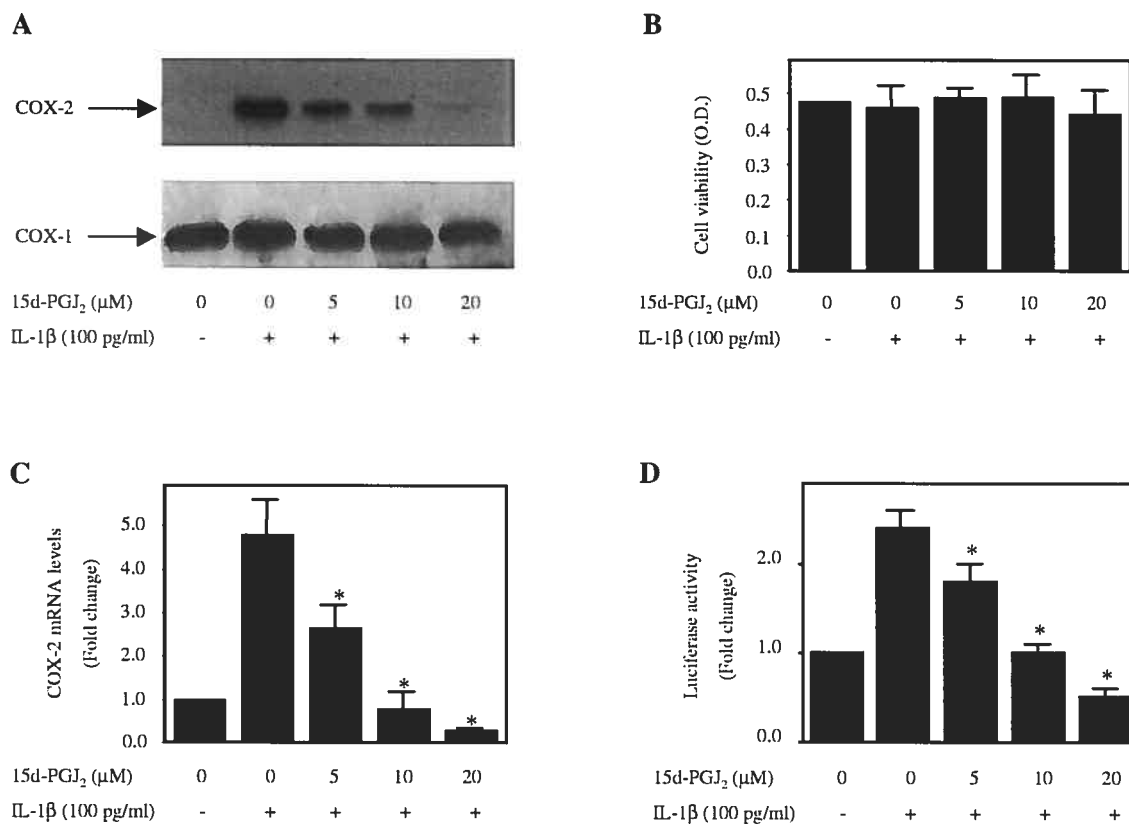 A
COX-2
COX-1
15d-PGJ₂ (μM) 0 0 5 10 20
IL-1β (100 pg/ml) - + + + +
B
Cell viability (O.D.)
0.5
0.4
0.3
0.2
0.1
0.0
15d-PGJ₂ (μM) 0 0 5 10 20
IL-1β (100 pg/ml) - + + + +
C
COX-2 mRNA levels
(Fold change)
5.0
3.0
2.0
1.0
0.0
* * *
15d-PGJ₂ (μM) 0 0 5 10 20
IL-1β (100 pg/ml) - + + + +
D
Luciferase activity
(Fold change)
2.0
1.0
0.0
* * *
15d-PGJ₂ (μM) 0 0 5 10 20
IL-1β (100 pg/ml) - + + + +